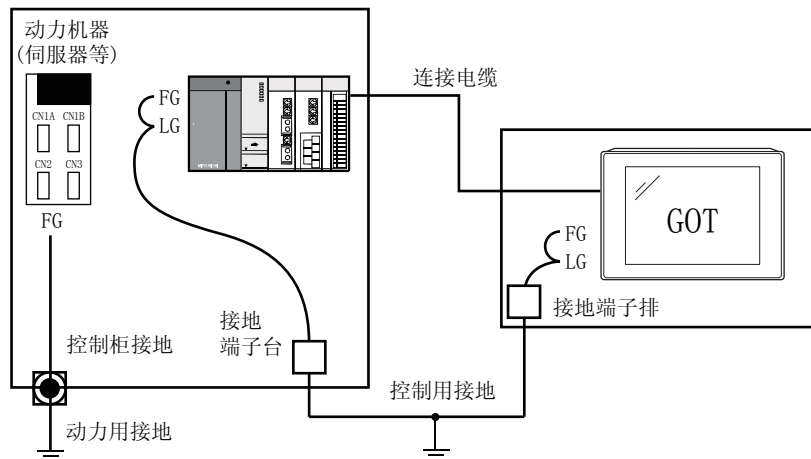 动力机器
(伺服器等)
CN1A CN1B
CN2 CN3
FG
FG
LG
连接电缆
GOT
FG
LG
接地端子排
接地
端子台
控制柜接地
控制用接地
动力用接地